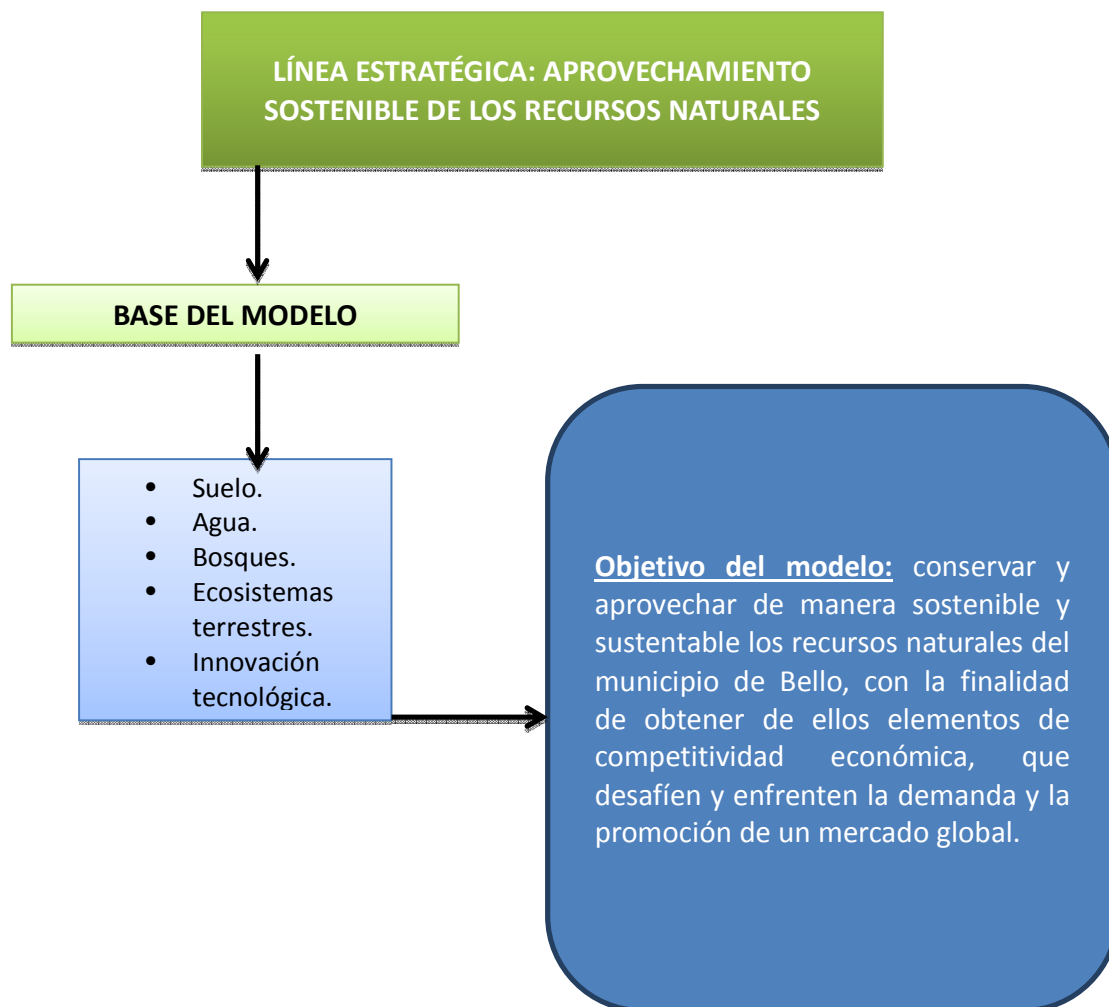 LÍNEA ESTRATÉGICA: APROVECHAMIENTO
SOSTENIBLE DE LOS RECURSOS NATURALES
BASE DEL MODELO
• Suelo.
• Agua.
• Bosques.
• Ecosistemas
terrestres.
• Innovación
tecnológica.
Objetivo del modelo: conservar y
aprovechar de manera sostenible y
sustentable los recursos naturales del
municipio de Bello, con la finalidad
de obtener de ellos elementos de
competitividad económica, que
desafíen y enfrenten la demanda y la
promoción de un mercado global.